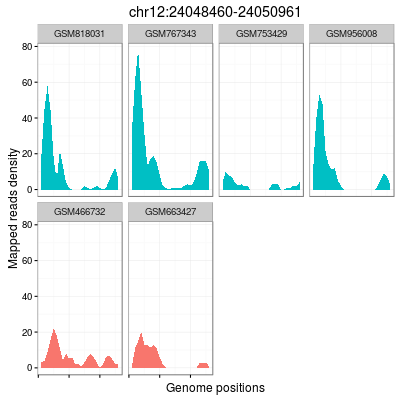 chr12:24048460-24050961
GSM818031 GSM767343 GSM753429 GSM956008
80
60
40
20
0
GSM466732 GSM663427
80
60
40
20
0
Mapped reads density
Genome positions